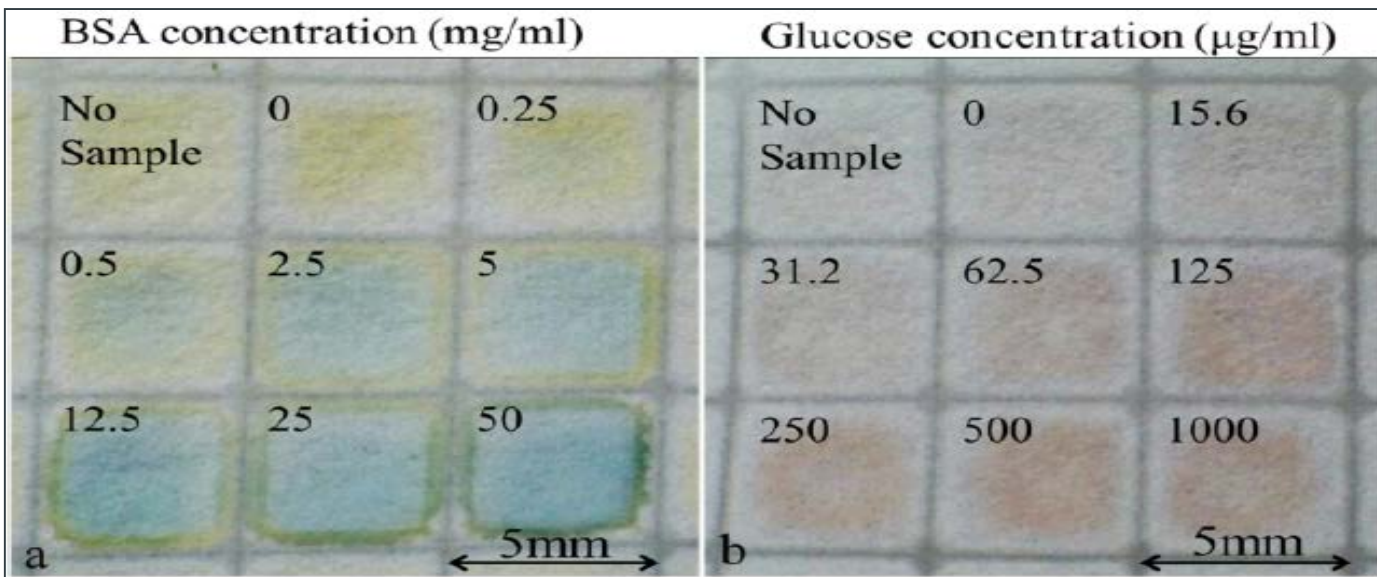 BSA concentration (mg/ml)
No
Sample
0
0.25
0.5
2.5
5
12.5
25
50
a
5mm
Glucose concentration (μg/ml)
No
Sample
0
15.6
31.2
62.5
125
250
500
1000
b
5mm